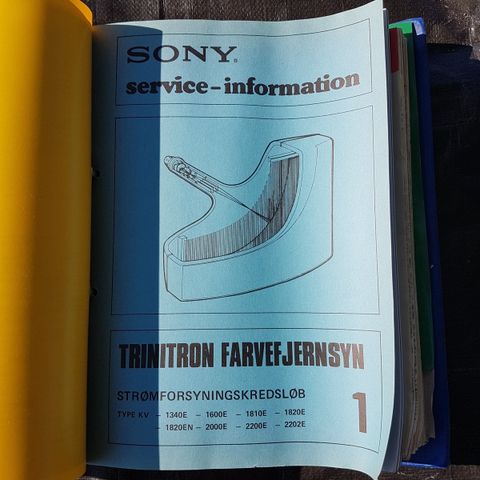 SONY®
service-information
TRINITRON FARVEFJERNSYN
STRØMFORSYNINGSKREDSLØB
TYPE KV - 1340E - 1600E - 1810E - 1820E
- 1820EN - 2000E - 2200E - 2202E
1